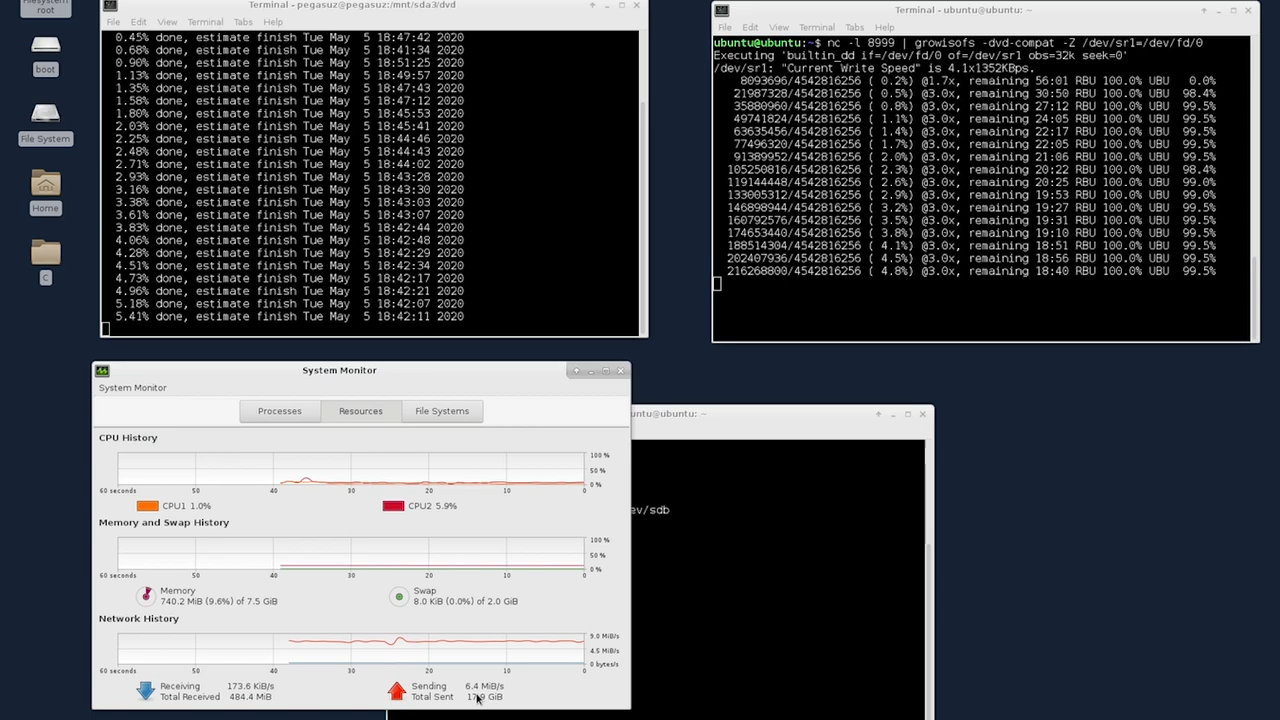 Filesystem
root
boot
File System
Home
C
Terminal - pegasuz@pegasuz:/mnt/sda3/dvd
File Edit View Terminal Tabs Help
0.45% done, estimate finish Tue May  5 18:47:42 2020
0.68% done, estimate finish Tue May  5 18:41:34 2020
0.90% done, estimate finish Tue May  5 18:51:25 2020
1.13% done, estimate finish Tue May  5 18:49:57 2020
1.35% done, estimate finish Tue May  5 18:47:43 2020
1.58% done, estimate finish Tue May  5 18:47:12 2020
1.80% done, estimate finish Tue May  5 18:45:53 2020
2.03% done, estimate finish Tue May  5 18:45:41 2020
2.25% done, estimate finish Tue May  5 18:44:46 2020
2.48% done, estimate finish Tue May  5 18:44:43 2020
2.71% done, estimate finish Tue May  5 18:44:02 2020
2.93% done, estimate finish Tue May  5 18:43:28 2020
3.16% done, estimate finish Tue May  5 18:43:30 2020
3.38% done, estimate finish Tue May  5 18:43:03 2020
3.61% done, estimate finish Tue May  5 18:43:07 2020
3.83% done, estimate finish Tue May  5 18:42:44 2020
4.06% done, estimate finish Tue May  5 18:42:48 2020
4.28% done, estimate finish Tue May  5 18:42:29 2020
4.51% done, estimate finish Tue May  5 18:42:34 2020
4.73% done, estimate finish Tue May  5 18:42:17 2020
4.96% done, estimate finish Tue May  5 18:42:21 2020
5.18% done, estimate finish Tue May  5 18:42:07 2020
5.41% done, estimate finish Tue May  5 18:42:11 2020
Terminal - ubuntu@ubuntu: ~
File Edit View Terminal Tabs Help
ubuntu@ubuntu:~$ nc -l 8999 | growisofs -dvd-compat -Z /dev/sr1=/dev/fd/0
Executing 'builtin_dd if=/dev/fd/0 of=/dev/sr1 obs=32k seek=0'
/dev/sr1: "Current Write Speed" is 4.1x1352KBps.
8093696/4542816256 ( 0.2%) @1.7x, remaining 56:01 RBU 100.0% UBU   0.0%
21987328/4542816256 ( 0.5%) @3.0x, remaining 30:50 RBU 100.0% UBU  98.4%
35880960/4542816256 ( 0.8%) @3.0x, remaining 27:12 RBU 100.0% UBU  99.5%
49741824/4542816256 ( 1.1%) @3.0x, remaining 24:05 RBU 100.0% UBU  99.5%
63635456/4542816256 ( 1.4%) @3.0x, remaining 22:17 RBU 100.0% UBU  99.5%
77496320/4542816256 ( 1.7%) @3.0x, remaining 22:05 RBU 100.0% UBU  99.5%
91389952/4542816256 ( 2.0%) @3.0x, remaining 21:06 RBU 100.0% UBU  99.5%
105250816/4542816256 ( 2.3%) @3.0x, remaining 20:22 RBU 100.0% UBU  98.4%
119144448/4542816256 ( 2.6%) @3.0x, remaining 20:25 RBU 100.0% UBU  99.0%
133005312/4542816256 ( 2.9%) @3.0x, remaining 19:53 RBU 100.0% UBU  99.5%
146898944/4542816256 ( 3.2%) @3.0x, remaining 19:27 RBU 100.0% UBU  99.5%
160792576/4542816256 ( 3.5%) @3.0x, remaining 19:31 RBU 100.0% UBU  99.5%
174653440/4542816256 ( 3.8%) @3.0x, remaining 19:10 RBU 100.0% UBU  99.5%
188514304/4542816256 ( 4.1%) @3.0x, remaining 18:51 RBU 100.0% UBU  99.5%
202407936/4542816256 ( 4.5%) @3.0x, remaining 18:56 RBU 100.0% UBU  99.5%
216268800/4542816256 ( 4.8%) @3.0x, remaining 18:40 RBU 100.0% UBU  99.5%
System Monitor
System Monitor
Processes Resources File Systems
CPU History
100 %
50 %
0 %
60 seconds 50 40 30 20 10 0
CPU1 1.0% CPU2 5.9%
Memory and Swap History
100 %
50 %
0 %
60 seconds 50 40 30 20 10 0
Memory
740.2 MiB (9.6%) of 7.5 GiB
Swap
8.0 KiB (0.0%) of 2.0 GiB
Network History
9.0 MiB/s
4.5 MiB/s
0 bytes/s
60 seconds 50 40 30 20 10 0
Receiving 173.6 KiB/s
Total Received 484.4 MiB
Sending 6.4 MiB/s
Total Sent GiB
untu@ubuntu: ~
ev/sdb